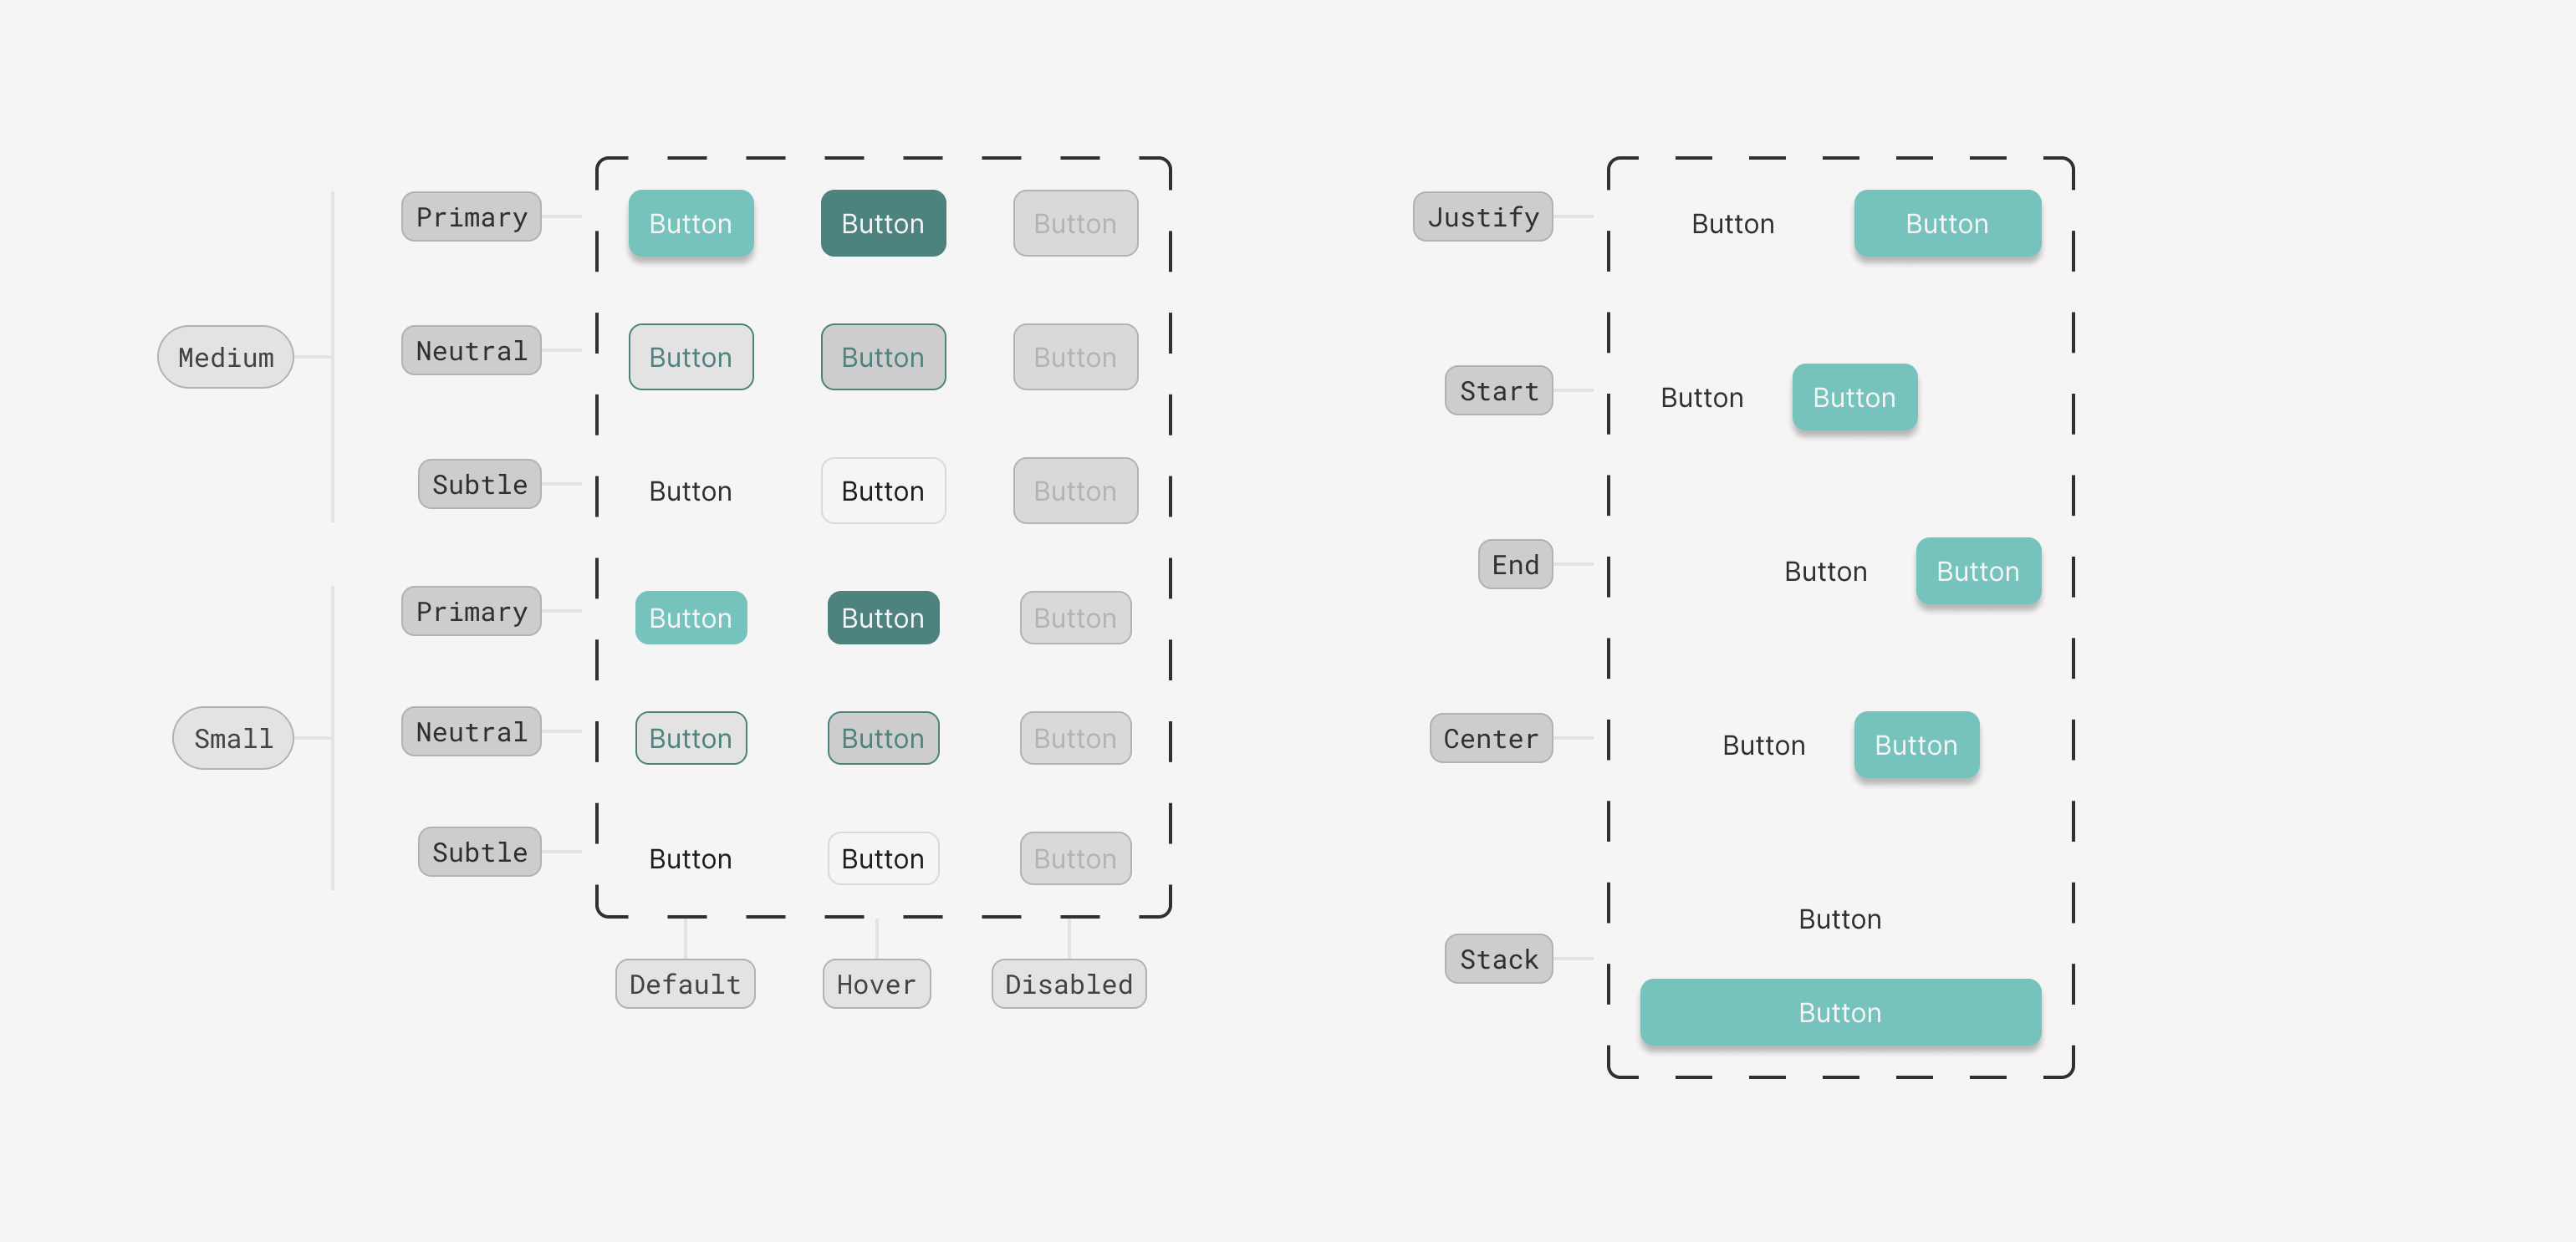 Medium
Primary
Button Button Button
Neutral
Button Button Button
Subtle
Button Button Button
Small
Primary
Button Button Button
Neutral
Button Button Button
Subtle
Button Button Button
Default Hover Disabled
Justify
Button Button
Start
Button Button
End
Button Button
Center
Button Button
Stack
Button
Button